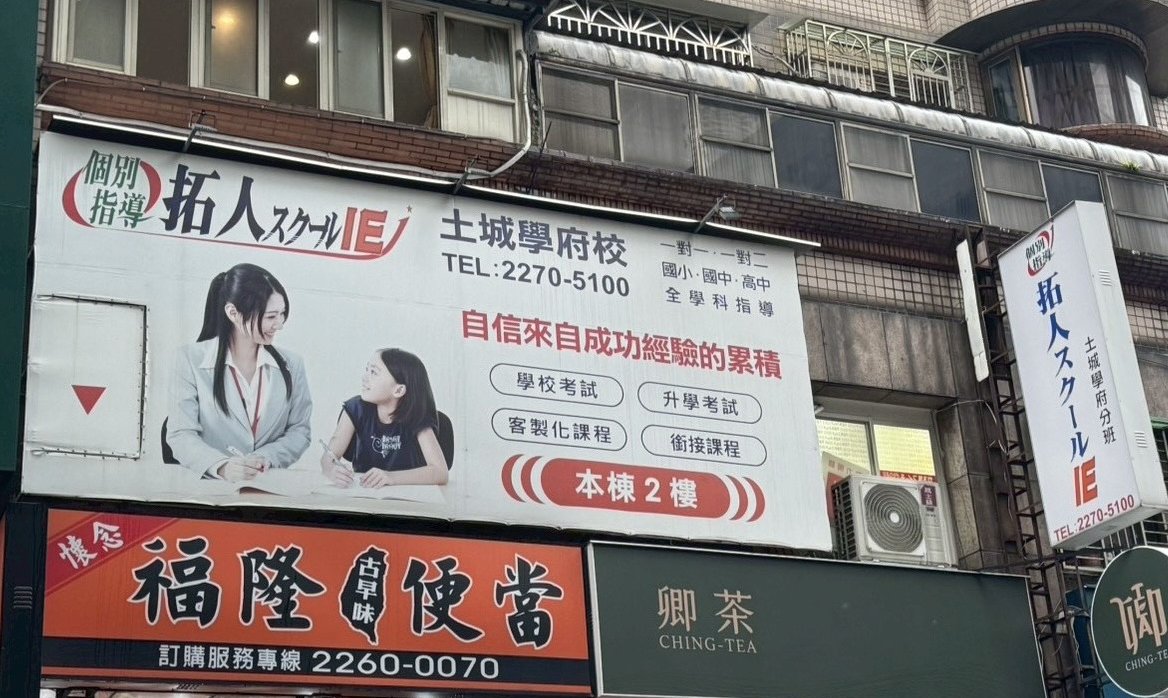 個別
指導
拓人スクールIE
土城學府校
TEL:2270-5100
一對一·一對二
國小·國中·高中
全學科指導
自信來自成功經驗的累積
學校考試
升學考試
客製化課程
銜接課程
本棟2樓
個別
指導
拓人スクールIE
土城學府分班
TEL:2270-5100
懷念
福隆
古早味
便當
訂購服務專線 2260-0070
卿茶
CHING-TEA
卿
CHING-TE